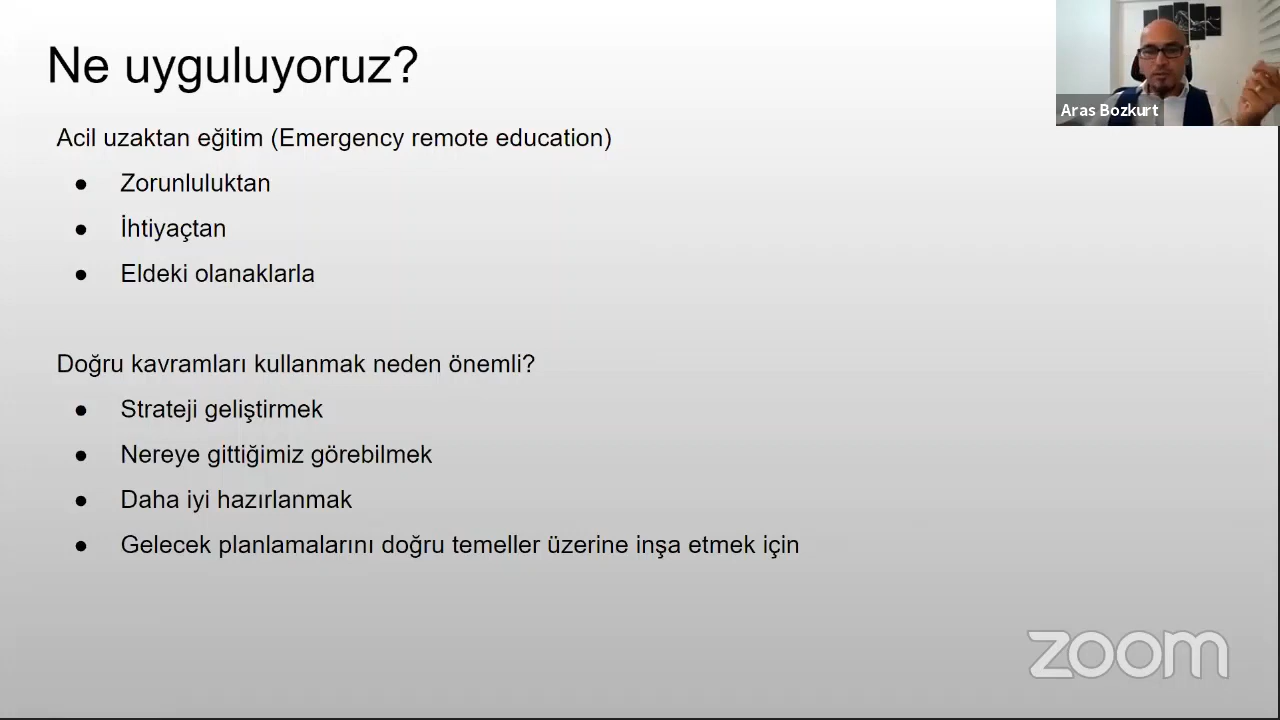 Ne uyguluyoruz?
Aras Bozkurt
Acil uzaktan eğitim (Emergency remote education)
● Zorunluluktan
● İhtiyaçtan
● Eldeki olanaklarla
Doğru kavramları kullanmak neden önemli?
● Strateji geliştirmek
● Nereye gittiğimiz görebilmek
● Daha iyi hazırlanmak
● Gelecek planlamalarını doğru temeller üzerine inşa etmek için
zoom